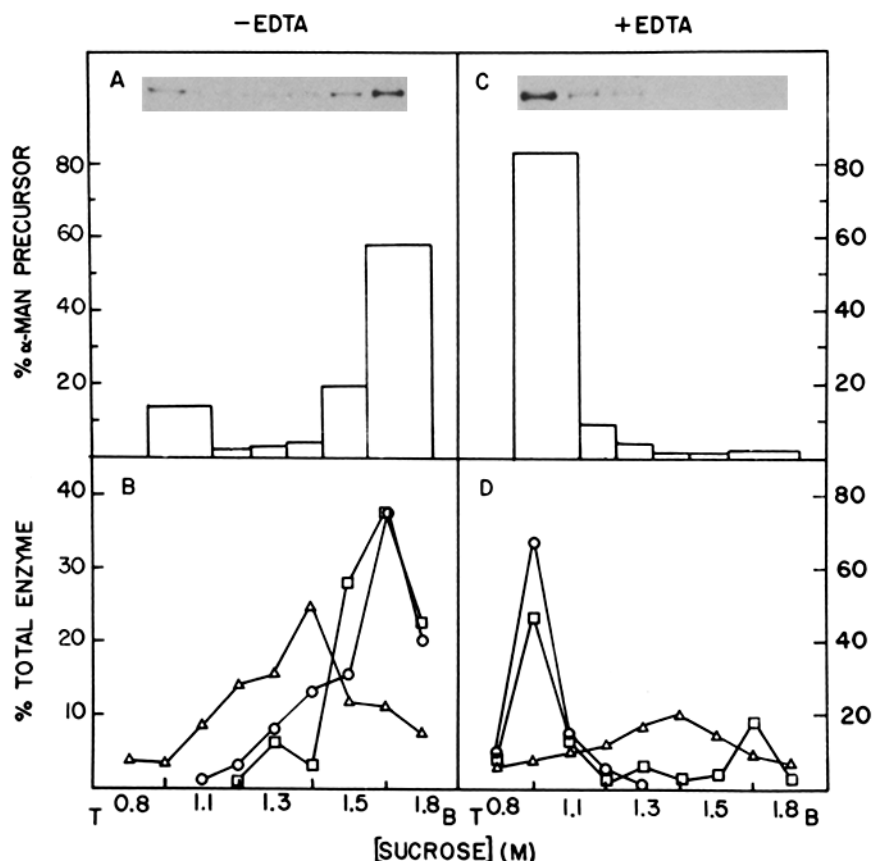 −EDTA
+EDTA
A
C
% α-MAN PRECURSOR
80
60
40
20
80
60
40
20
B
D
% TOTAL ENZYME
40
30
20
10
80
60
40
20
T 0.8 1.1 1.3 1.5 1.8 B
T 0.8 1.1 1.3 1.5 1.8 B
[SUCROSE] (M)